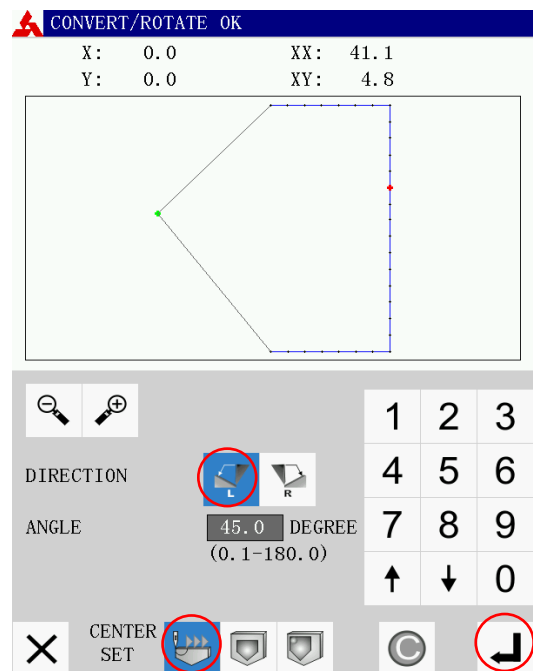 CONVERT/ROTATE OK
X: 0.0 XX: 41.1
Y: 0.0 XY: 4.8
1 2 3
DIRECTION L R 4 5 6
ANGLE 45.0 DEGREE 7 8 9
(0.1-180.0)
0
CENTER
SET
C